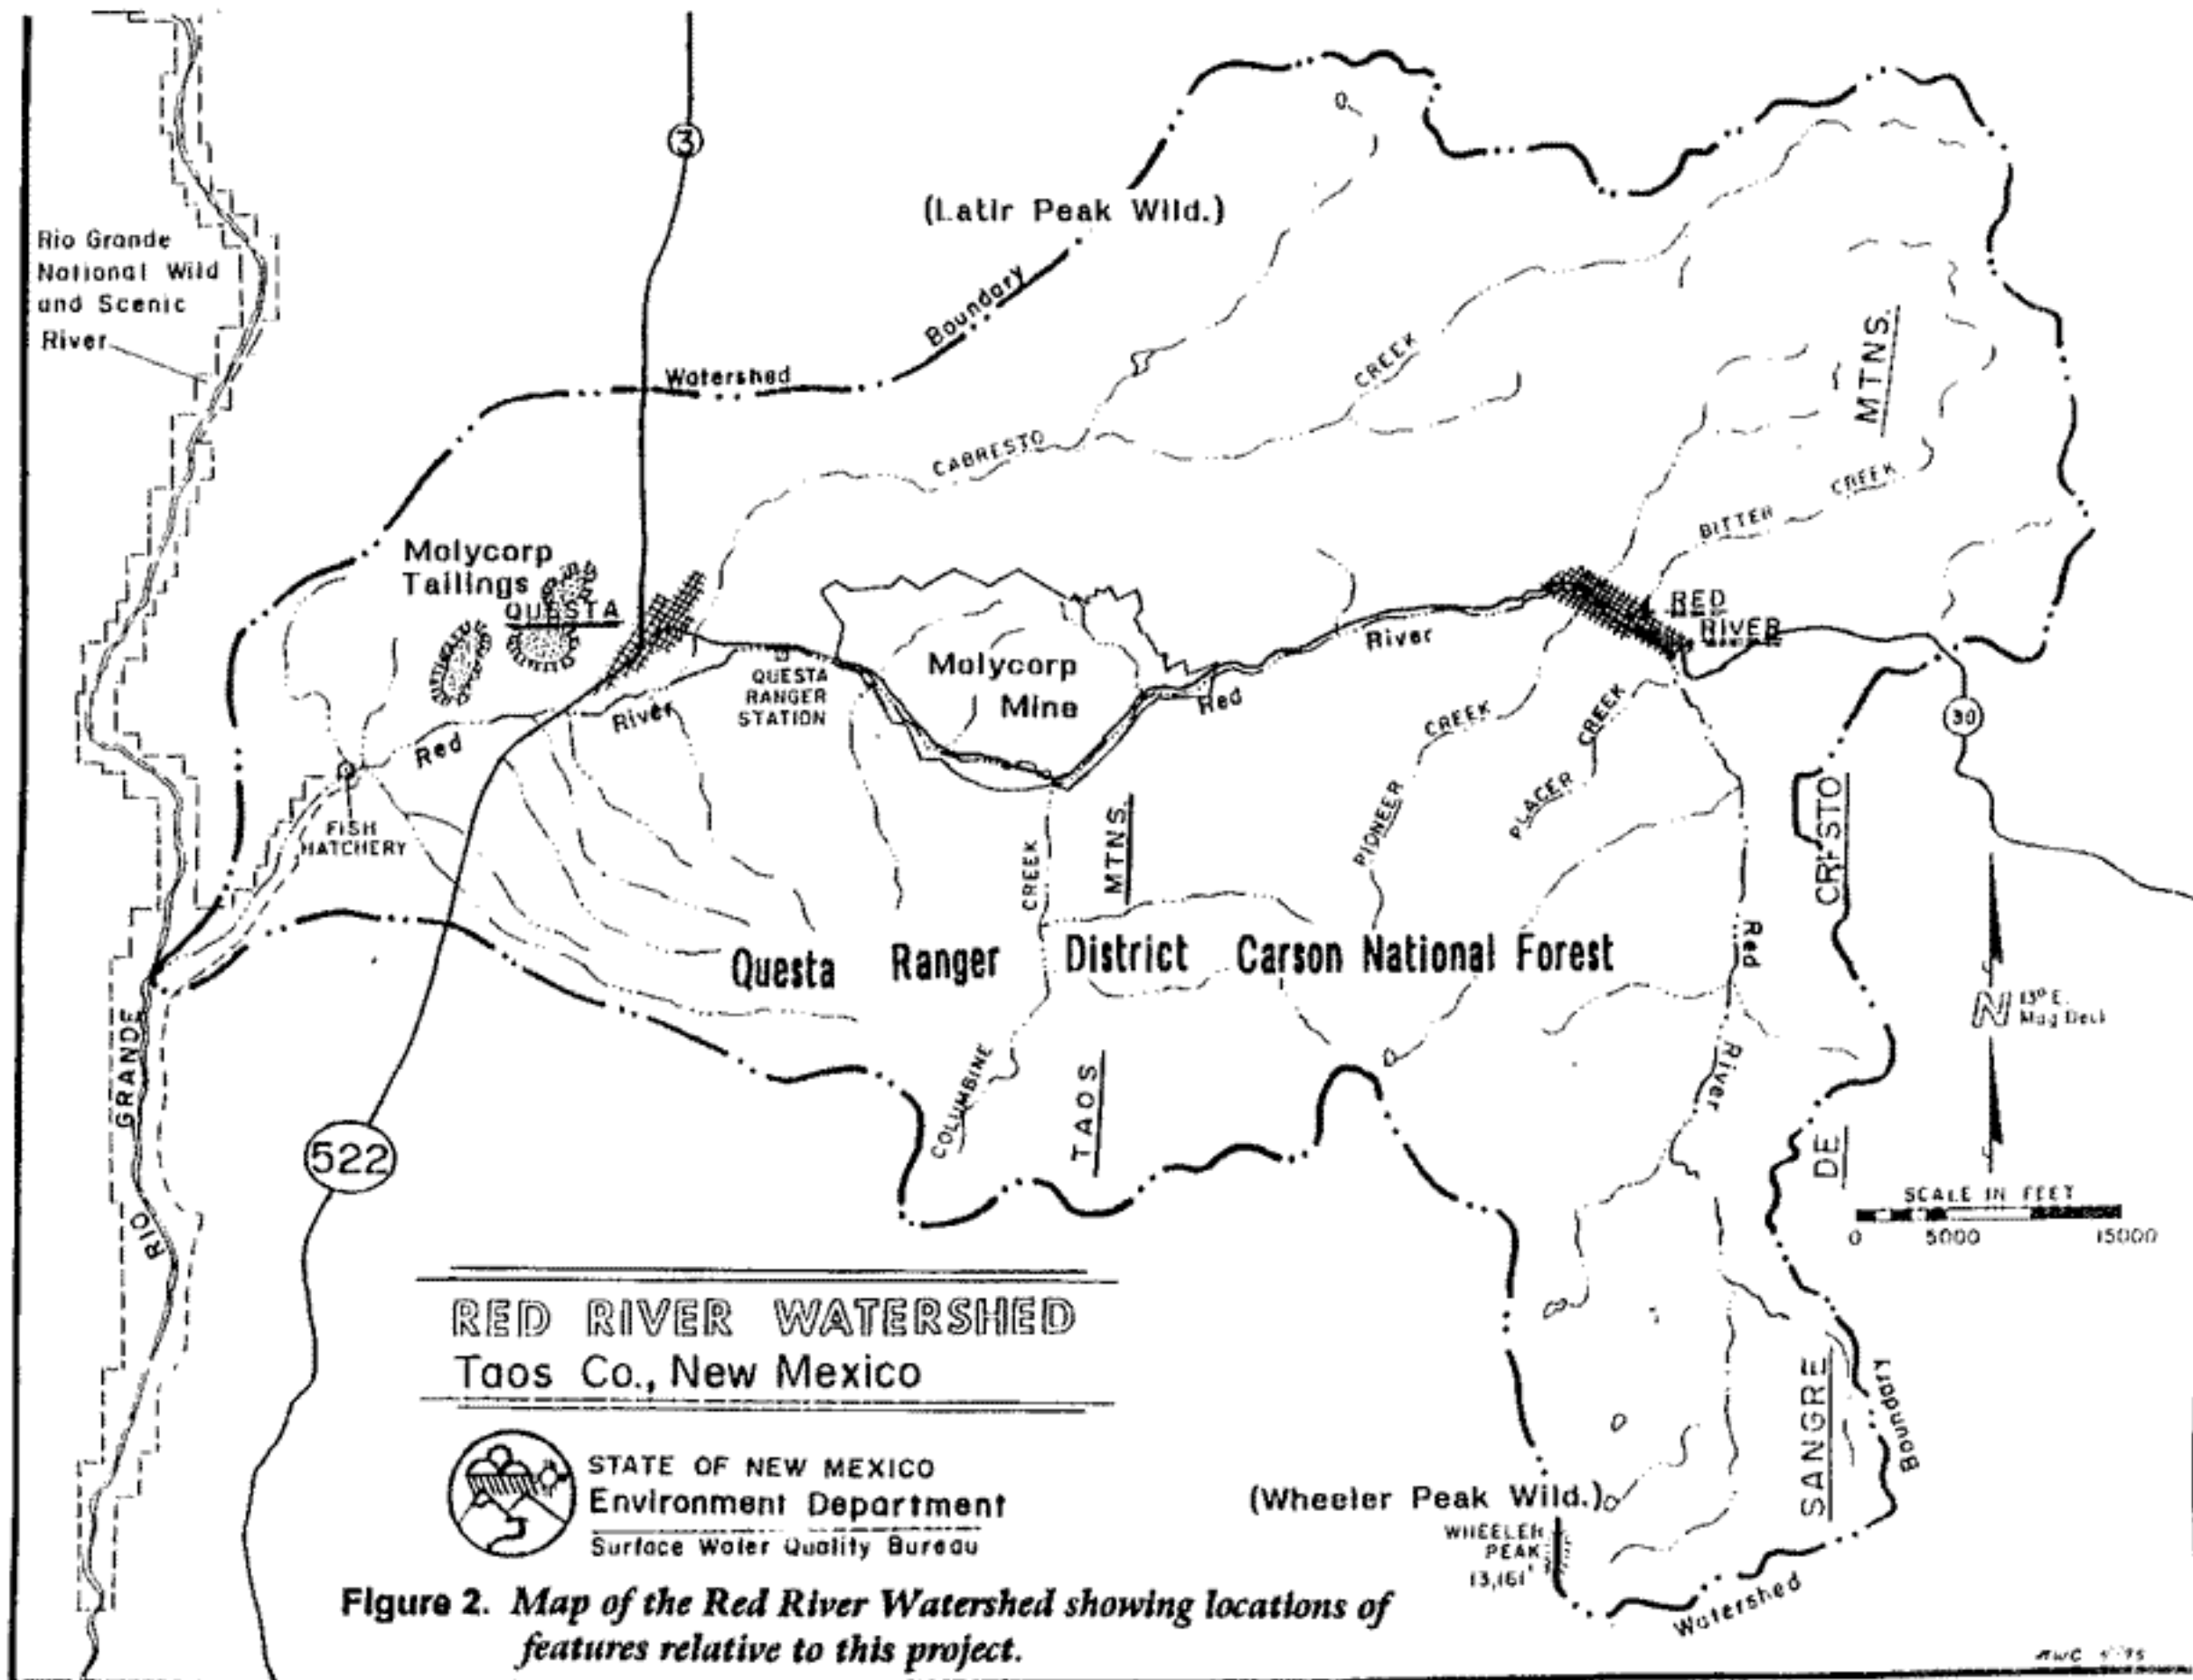 3
(Latir Peak Wild.)
Rio Grande
National Wild
and Scenic
River
Boundary
Watershed
CREEK
MTNS.
CABRESTO
CREEK
BITTER
Molycorp
Tailings
QUESTA
RED
RIVER
River
Molycorp
Mine
QUESTA
RANGER
STATION
Red
River
Red
CREEK
CREEK
30
PIONEER
PLACER
CRISTO
FISH
HATCHERY
CREEK
MTNS.
Red
Questa Ranger District Carson National Forest
N
13° E.
Mag Decl
GRANDE
RIO
COLUMBINE
TAOS
River
DE
522
SCALE IN FEET
0 5000 15000
RED RIVER WATERSHED
Taos Co., New Mexico
SANGRE
Boundary
STATE OF NEW MEXICO
Environment Department
Surface Water Quality Bureau
(Wheeler Peak Wild.)
WHEELER
PEAK
13,161'
Watershed
Figure 2. Map of the Red River Watershed showing locations of
features relative to this project.